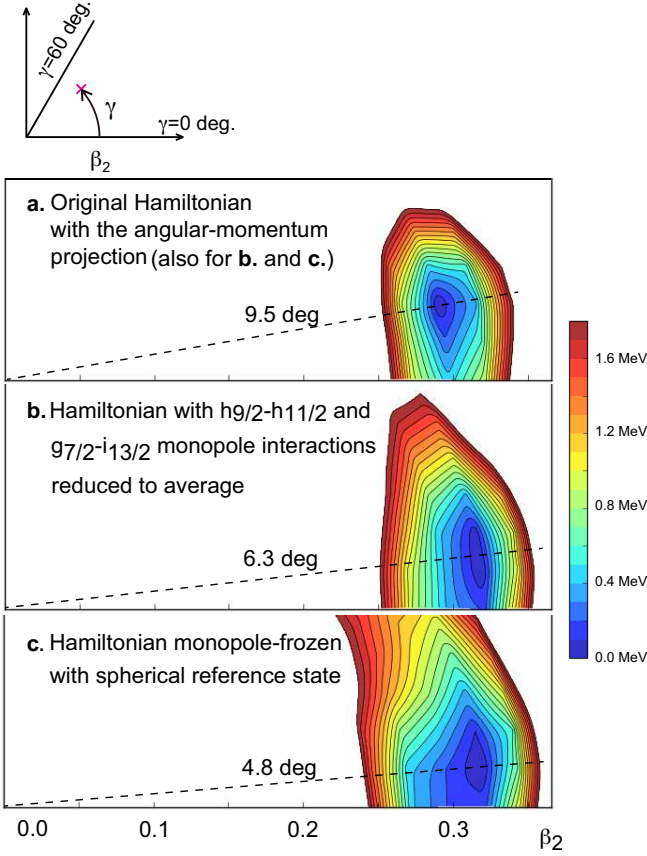 γ=60 deg.
γ
γ=0 deg.
β2
a. Original Hamiltonian
with the angular-momentum
projection (also for b. and c.)
9.5 deg
b. Hamiltonian with h9/2-h11/2 and
g7/2-i13/2 monopole interactions
reduced to average
6.3 deg
c. Hamiltonian monopole-frozen
with spherical reference state
4.8 deg
1.6 MeV
1.2 MeV
0.8 MeV
0.4 MeV
0.0 MeV
0.0 0.1 0.2 0.3 β2